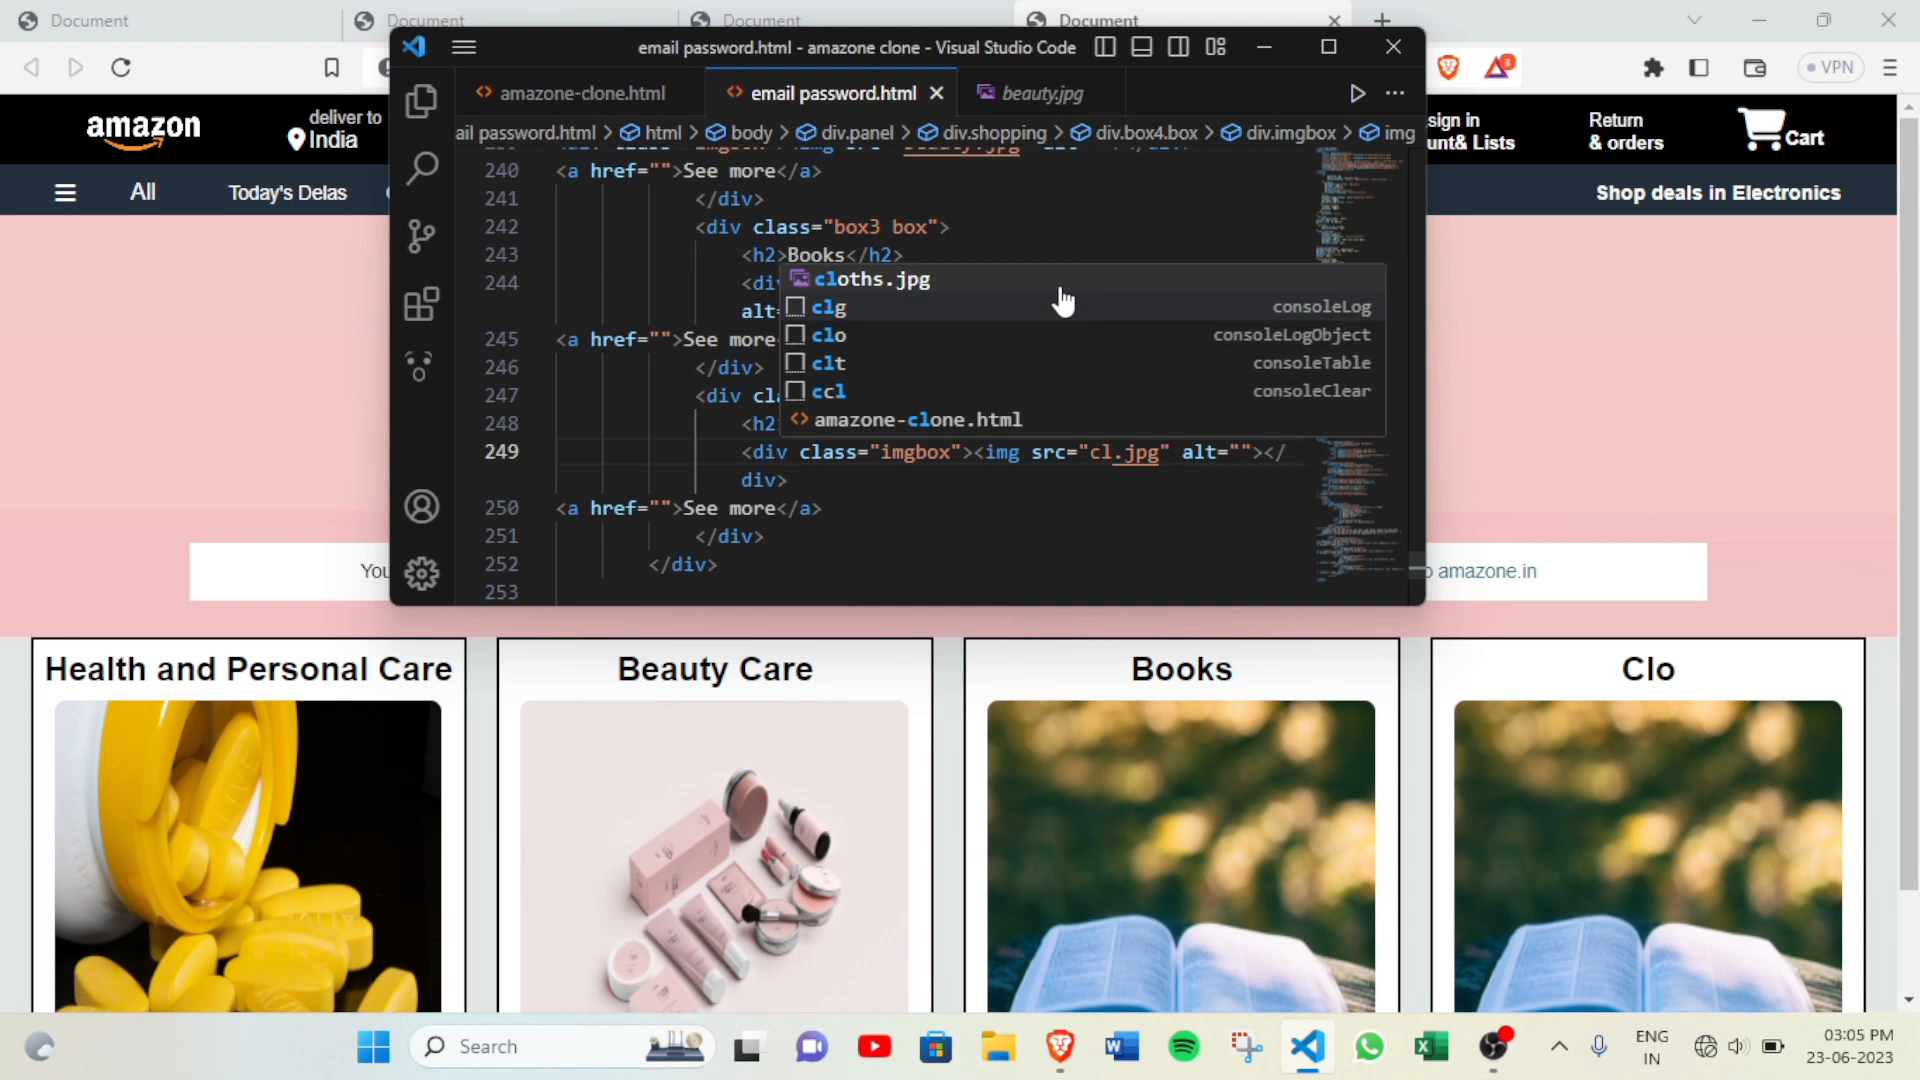 Document
Document
Document
Document
email password.html - amazone clone - Visual Studio Code
3
VPN
amazone-clone.html
email password.html
beauty.jpg
ail password.html > html > body > div.panel > div.shopping > div.box4.box > div.imgbox > img
amazon
deliver to
India
sign in
unt& Lists
Return
& orders
Cart
All
Today's Delas
Shop deals in Electronics
240 <a href="">See more</a>
241 </div>
242 <div class="box3 box">
243 <h2>Books</h2>
244 <di
alt=
245 <a href="">See more
246 </div>
247 <div cl
248 <h2
249 <div class="imgbox"><img src="cl.jpg" alt=""></
div>
250 <a href="">See more</a>
251 </div>
252 </div>
253
cloths.jpg
clg consoleLog
clo consoleLogObject
clt consoleTable
ccl consoleClear
amazone-clone.html
You
amazone.in
Health and Personal Care
Beauty Care
Books
Clo
Search
ENG
IN
03:05 PM
23-06-2023